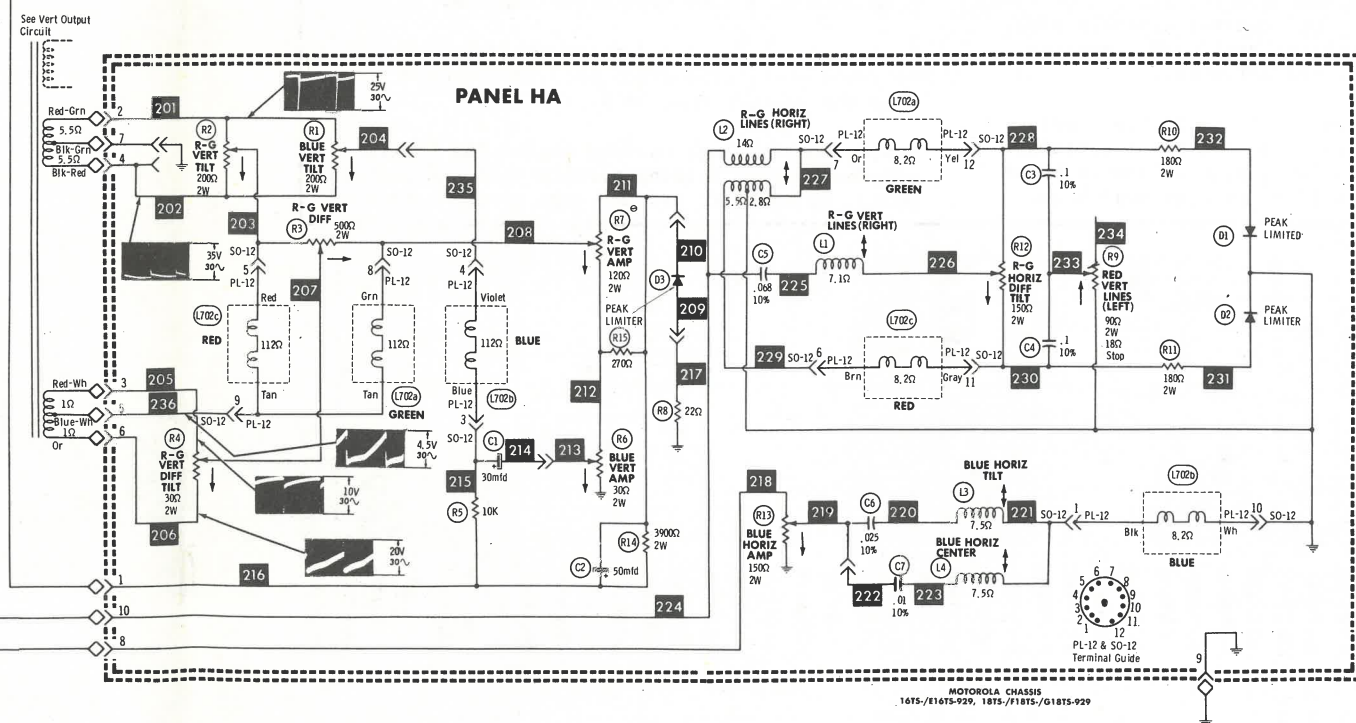 See Vert Output
Circuit
PANEL HA
Red-Grn
2
201
25V
30∿
5.5Ω
7
Blk-Grn
5.5Ω
4
Blk-Red
202
R2
R-G
VERT
TILT
200Ω
2W
R1
BLUE
VERT
TILT
200Ω
2W
204
203
35V
30∿
R-G VERT
DIFF
R3
500Ω
2W
235
208
SO-12
5
PL-12
Red
207
SO-12
8
PL-12
Grn
SO-12
4
PL-12
Violet
L702c
RED
112Ω
112Ω
112Ω
BLUE
Tan
Tan
L702a
GREEN
Blue
PL-12
L702b
3
SO-12
Red-Wh
3
205
1Ω
236
5
Blue-Wh
1Ω
6
Or
SO-12
9
PL-12
R4
R-G
VERT
DIFF
TILT
30Ω
2W
206
4.5V
30∿
10V
30∿
20V
30∿
C1
30mfd
214
213
215
R5
10K
211
R7
R-G
VERT
AMP
120Ω
2W
210
D3
209
PEAK
LIMITER
R15
270Ω
212
217
R8
22Ω
R6
BLUE
VERT
AMP
30Ω
2W
R14
3900Ω
2W
C2
50mfd
1
216
10
224
8
R-G HORIZ
LINES (RIGHT)
L2
14Ω
5.5Ω
2.8Ω
227
SO-12
PL-12
7
Or
L702a
8.2Ω
GREEN
PL-12
SO-12
Yel
12
228
R10
180Ω
2W
232
C3
.1
10%
R-G VERT
LINES (RIGHT)
L1
7.1Ω
C5
.068
10%
225
226
R12
R-G
HORIZ
DIFF
TILT
150Ω
2W
233
234
R9
RED
VERT
LINES
(LEFT)
90Ω
2W
18Ω
Stop
D1
PEAK
LIMITED
D2
PEAK
LIMITER
C4
.1
10%
L702c
229
SO-12
6
PL-12
Brn
8.2Ω
RED
PL-12
SO-12
Gray
11
230
R11
180Ω
2W
231
218
R13
BLUE
HORIZ
AMP
150Ω
2W
219
C6
.025
10%
220
BLUE HORIZ
TILT
L3
7.5Ω
221
BLUE HORIZ
CENTER
C7
L4
222
.01
10%
223
7.5Ω
SO-12
1
PL-12
Blk
L702b
8.2Ω
BLUE
PL-12
10
SO-12
Wh
6 7
5 8
4 9
3 10
2 11
1 12
PL-12 & SO-12
Terminal Guide
9
MOTOROLA CHASSIS
16TS-/E16TS-929, 18TS-/F18TS-/G18TS-929